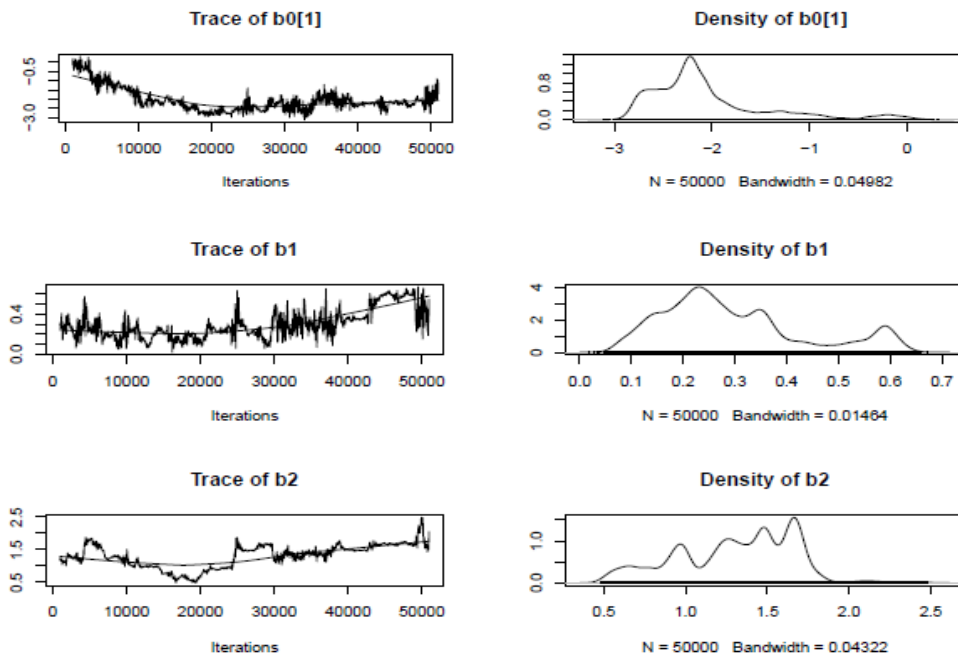 Trace of b0[1]
Density of b0[1]
−3.0 −0.5
0 10000 20000 30000 40000 50000
Iterations
0.0 0.8
−3 −2 −1 0
N = 50000 Bandwidth = 0.04982
Trace of b1
Density of b1
0.0 0.4
0 10000 20000 30000 40000 50000
Iterations
0 2 4
0.0 0.1 0.2 0.3 0.4 0.5 0.6 0.7
N = 50000 Bandwidth = 0.01464
Trace of b2
Density of b2
0.5 1.5 2.5
0 10000 20000 30000 40000 50000
Iterations
0.0 1.0
0.5 1.0 1.5 2.0 2.5
N = 50000 Bandwidth = 0.04322